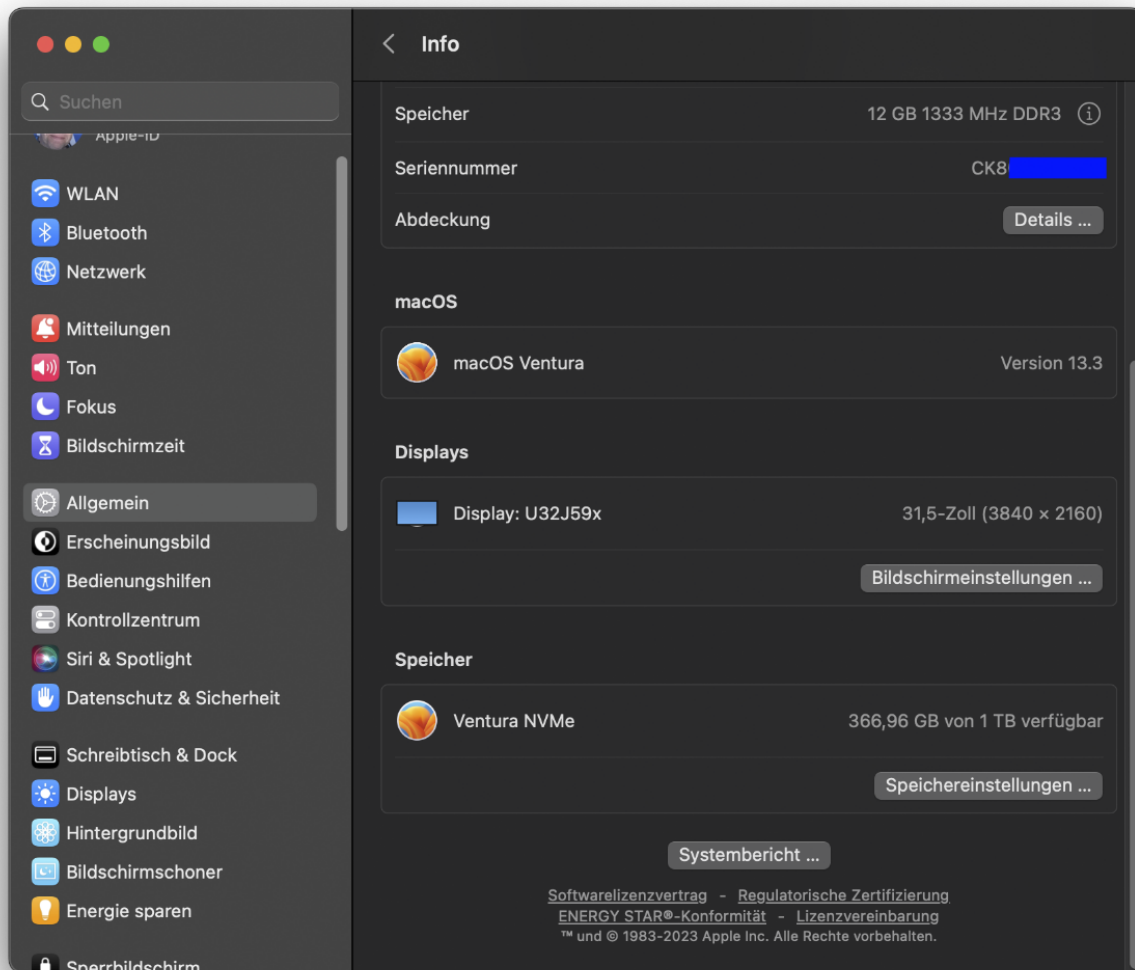 Info
Suchen
Apple-ID
WLAN
Bluetooth
Netzwerk
Mitteilungen
Ton
Fokus
Bildschirmzeit
Allgemein
Erscheinungsbild
Bedienungshilfen
Kontrollzentrum
Siri & Spotlight
Datenschutz & Sicherheit
Schreibtisch & Dock
Displays
Hintergrundbild
Bildschirmschoner
Energie sparen
Sperrbildschirm
Speicher 12 GB 1333 MHz DDR3
Seriennummer CK8
Abdeckung Details ...
macOS
macOS Ventura Version 13.3
Displays
Display: U32J59x 31,5-Zoll (3840 × 2160)
Bildschirmeinstellungen ...
Speicher
Ventura NVMe 366,96 GB von 1 TB verfügbar
Speichereinstellungen ...
Systembericht ...
Softwarelizenzvertrag - Regulatorische Zertifizierung
ENERGY STAR®-Konformität - Lizenzvereinbarung
™ und © 1983-2023 Apple Inc. Alle Rechte vorbehalten.